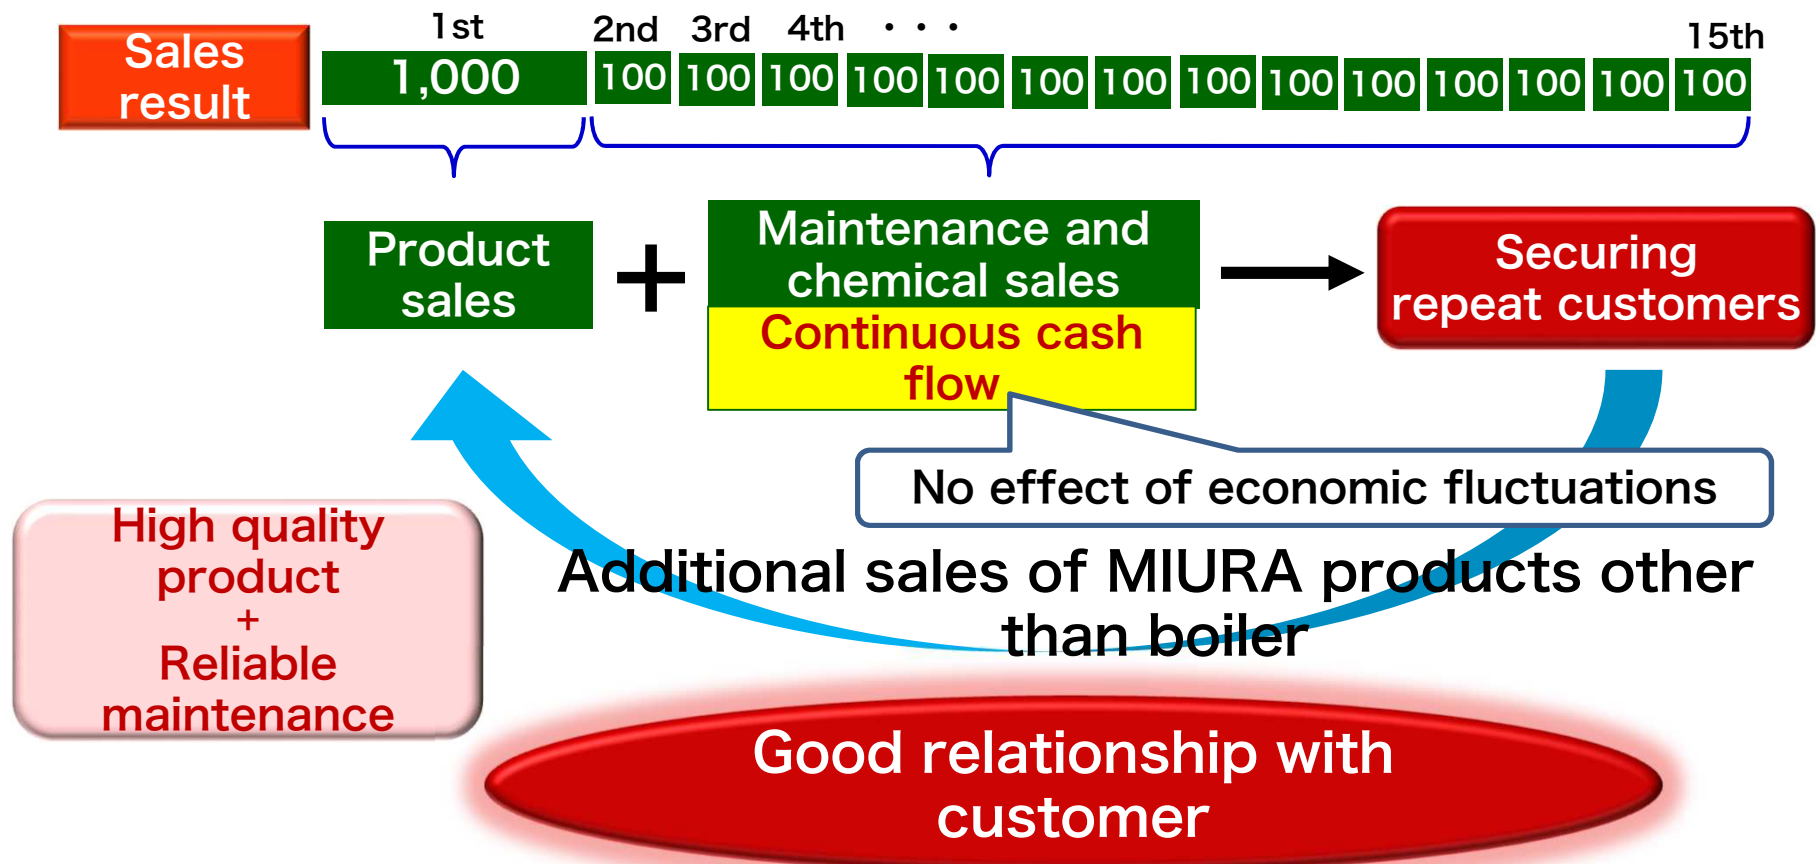 1st 2nd 3rd 4th ・・・ 15th
Sales
result
1,000 100 100 100 100 100 100 100 100 100 100 100 100 100 100
Product
sales
+
Maintenance and
chemical sales
Continuous cash
flow
Securing
repeat customers
No effect of economic fluctuations
High quality
product
+
Reliable
maintenance
Additional sales of MIURA products other
than boiler
Good relationship with
customer